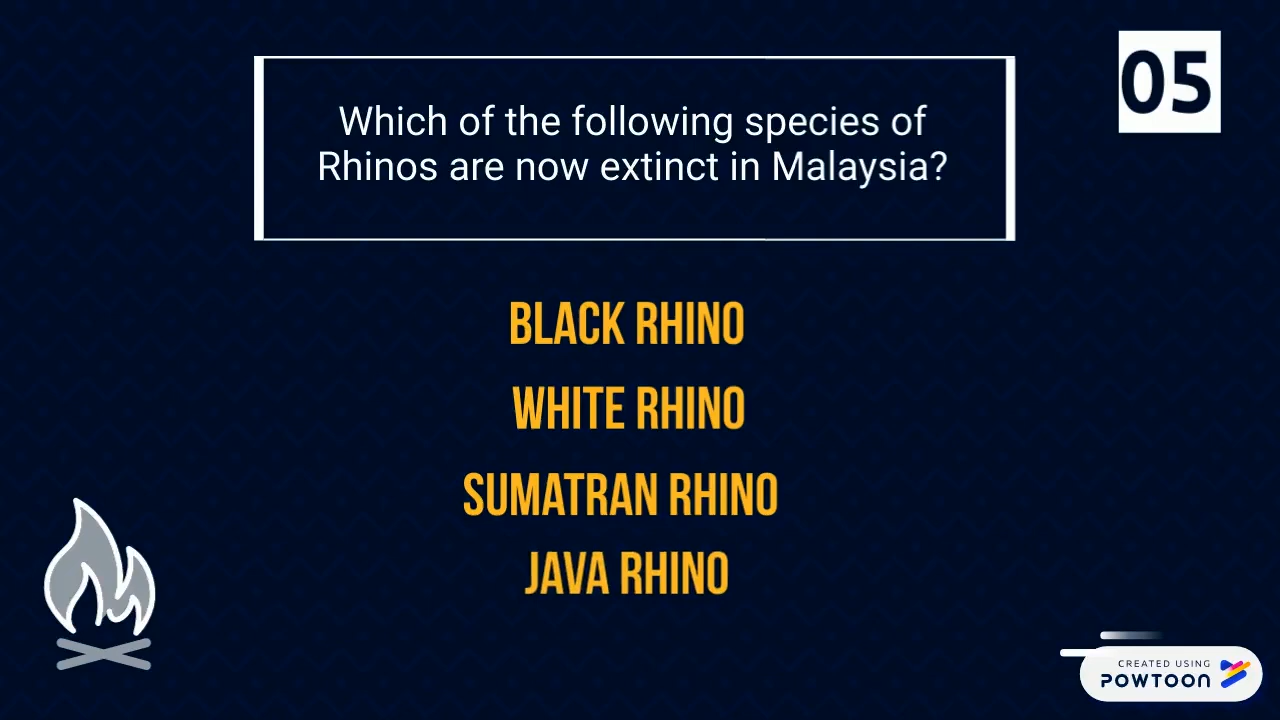 05
Which of the following species of
Rhinos are now extinct in Malaysia?
BLACK RHINO
WHITE RHINO
SUMATRAN RHINO
JAVA RHINO
CREATED USING
POWTOON